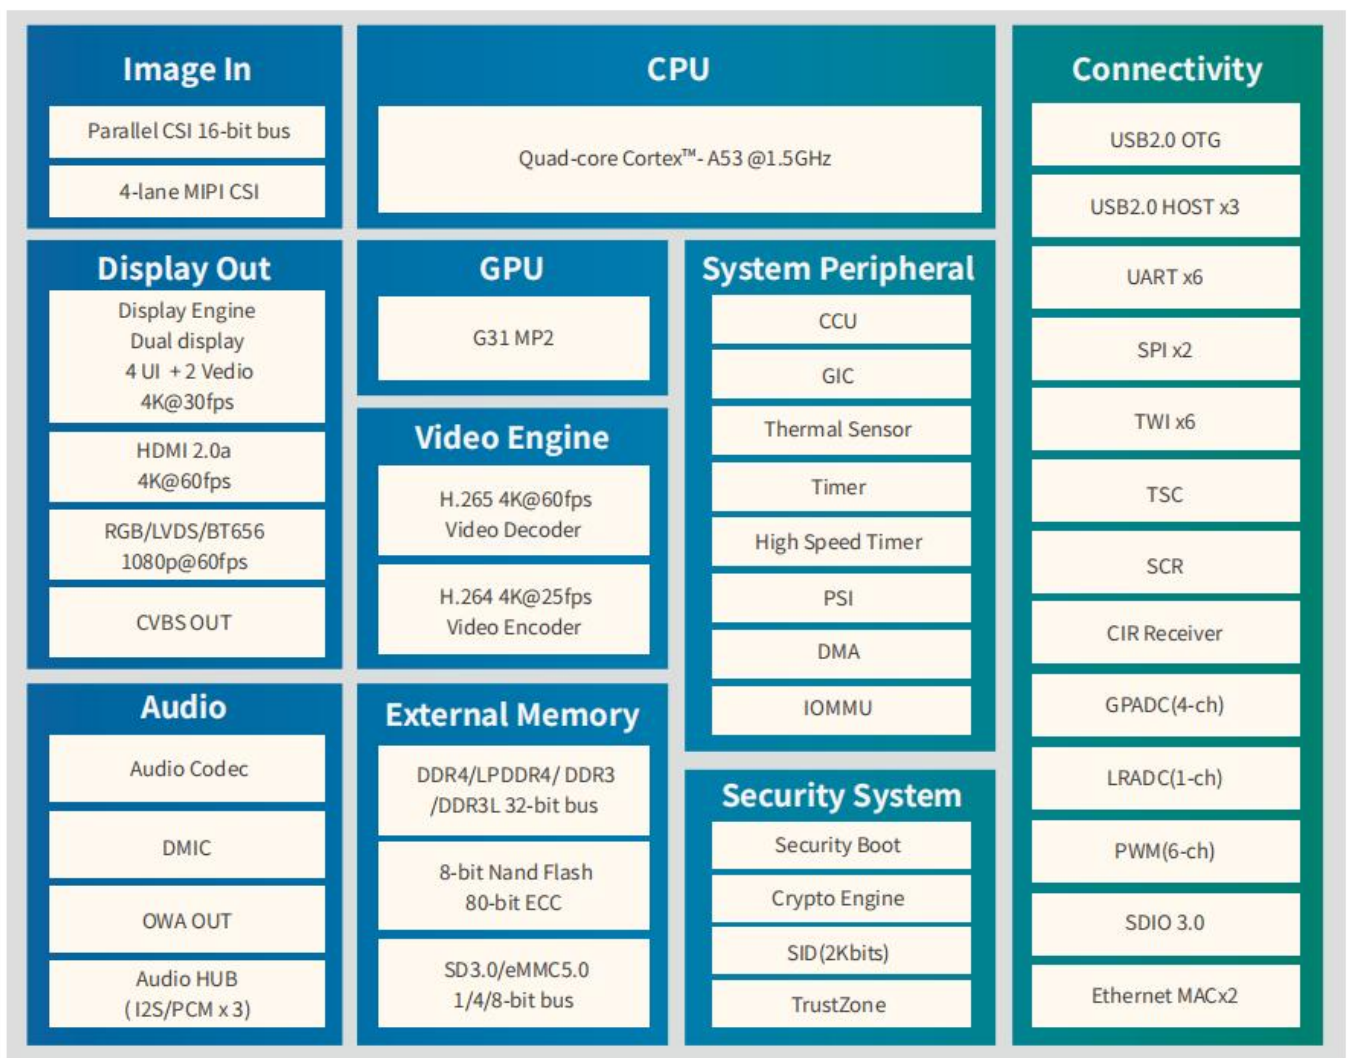 Image In
Parallel CSI 16-bit bus
4-lane MIPI CSI
CPU
Quad-core Cortex™- A53 @1.5GHz
Connectivity
USB2.0 OTG
USB2.0 HOST x3
UART x6
SPI x2
TWI x6
TSC
SCR
CIR Receiver
GPADC(4-ch)
LRADC(1-ch)
PWM(6-ch)
SDIO 3.0
Ethernet MACx2
Display Out
Display Engine
Dual display
4 UI + 2 Vedio
4K@30fps
HDMI 2.0a
4K@60fps
RGB/LVDS/BT656
1080p@60fps
CVBS OUT
GPU
G31 MP2
Video Engine
H.265 4K@60fps
Video Decoder
H.264 4K@25fps
Video Encoder
System Peripheral
CCU
GIC
Thermal Sensor
Timer
High Speed Timer
PSI
DMA
IOMMU
Audio
Audio Codec
DMIC
OWA OUT
Audio HUB
( I2S/PCM x 3)
External Memory
DDR4/LPDDR4/ DDR3
/DDR3L 32-bit bus
8-bit Nand Flash
80-bit ECC
SD3.0/eMMC5.0
1/4/8-bit bus
Security System
Security Boot
Crypto Engine
SID(2Kbits)
TrustZone